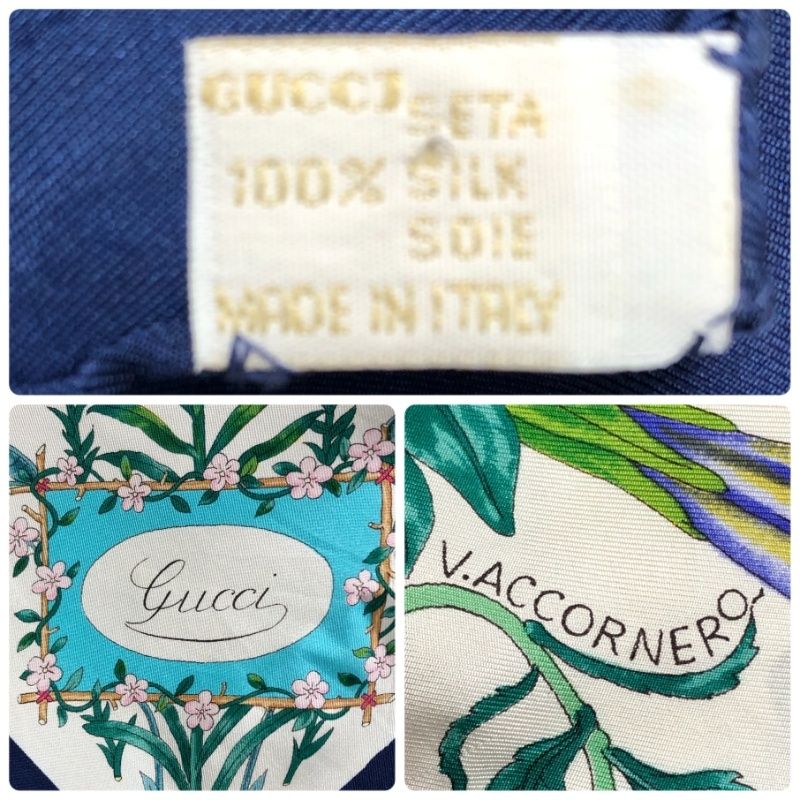 GUCCI SETA
100% SILK
SOIE
MADE IN ITALY
Gucci
V.ACCORNERO